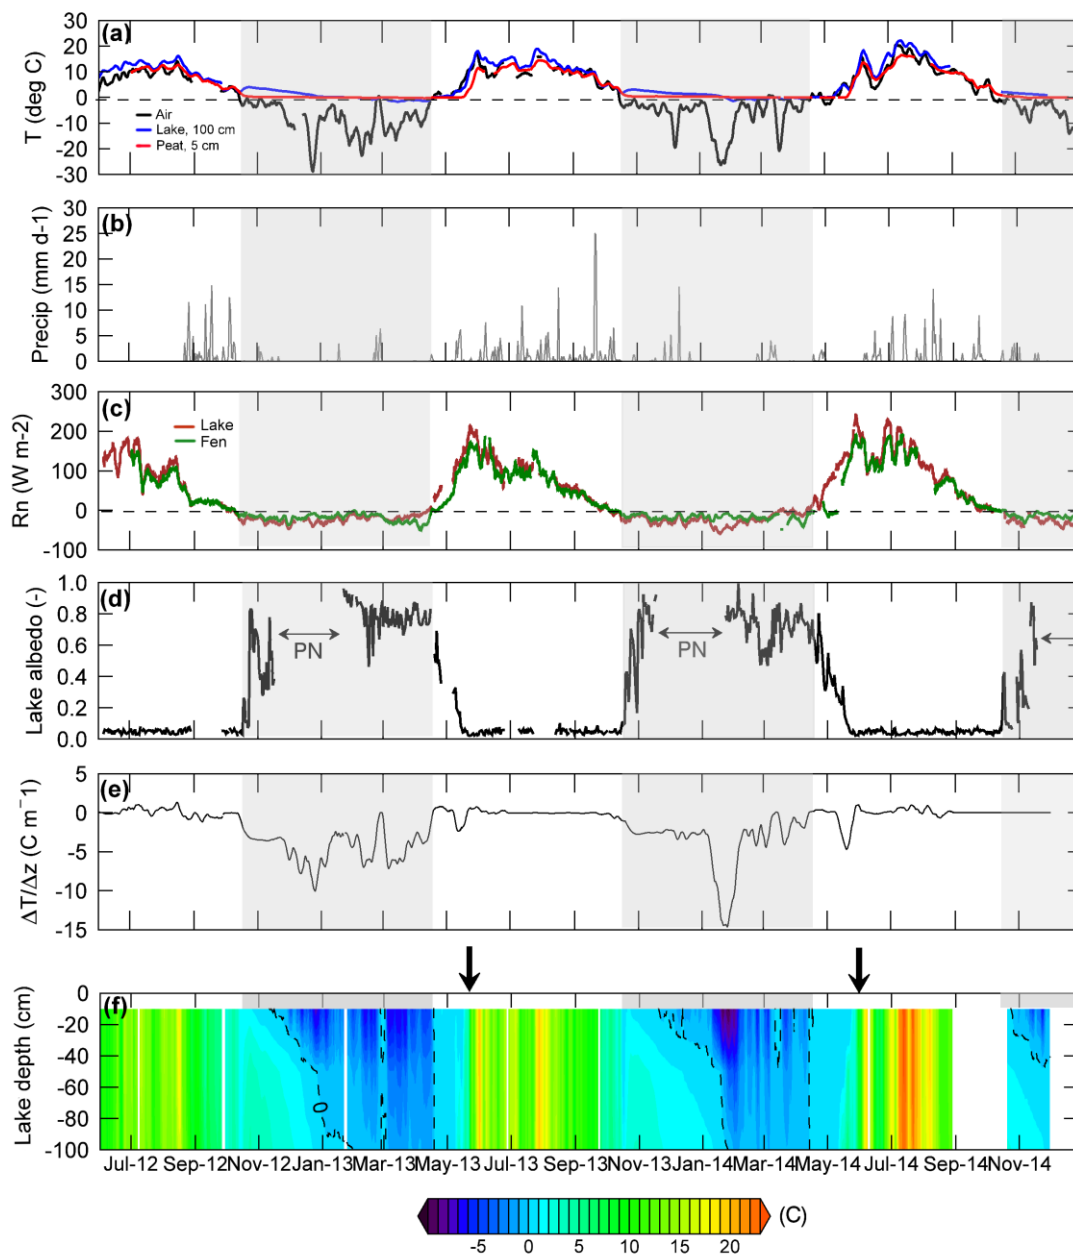 (a)
T (deg C)
30
20
10
0
-10
-20
-30
Air
Lake, 100 cm
Peat, 5 cm
(b)
Precip (mm d-1)
30
25
20
15
10
5
0
(c)
Rn (W m-2)
300
200
100
0
-100
Lake
Fen
(d)
Lake albedo (-)
1.0
0.8
0.6
0.4
0.2
0.0
PN
PN
(e)
ΔT/Δz (C m⁻1)
5
0
-5
-10
-15
(f)
Lake depth (cm)
0
-20
-40
-60
-80
-100
0
Jul-12 Sep-12 Nov-12 Jan-13 Mar-13 May-13 Jul-13 Sep-13 Nov-13 Jan-14 Mar-14 May-14 Jul-14 Sep-14 Nov-14
-5 0 5 10 15 20
(C)